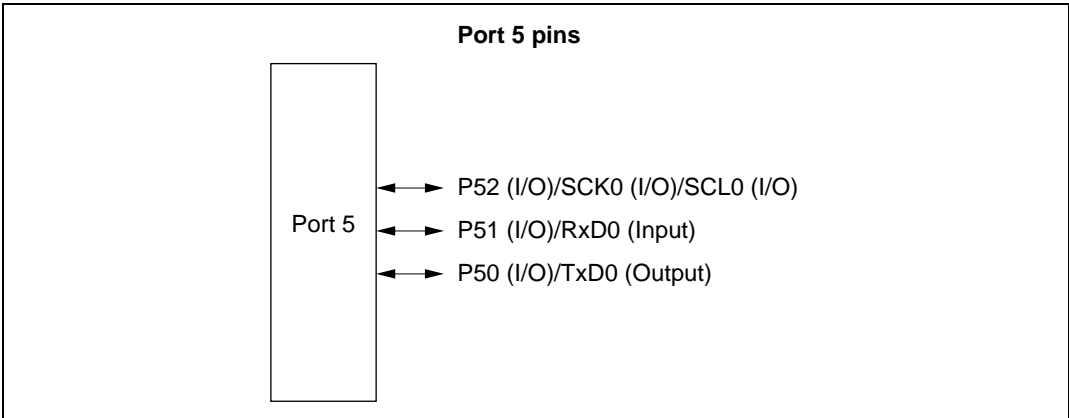 Port 5 pins
P52 (I/O)/SCK0 (I/O)/SCL0 (I/O)
Port 5
P51 (I/O)/RxD0 (Input)
P50 (I/O)/TxD0 (Output)